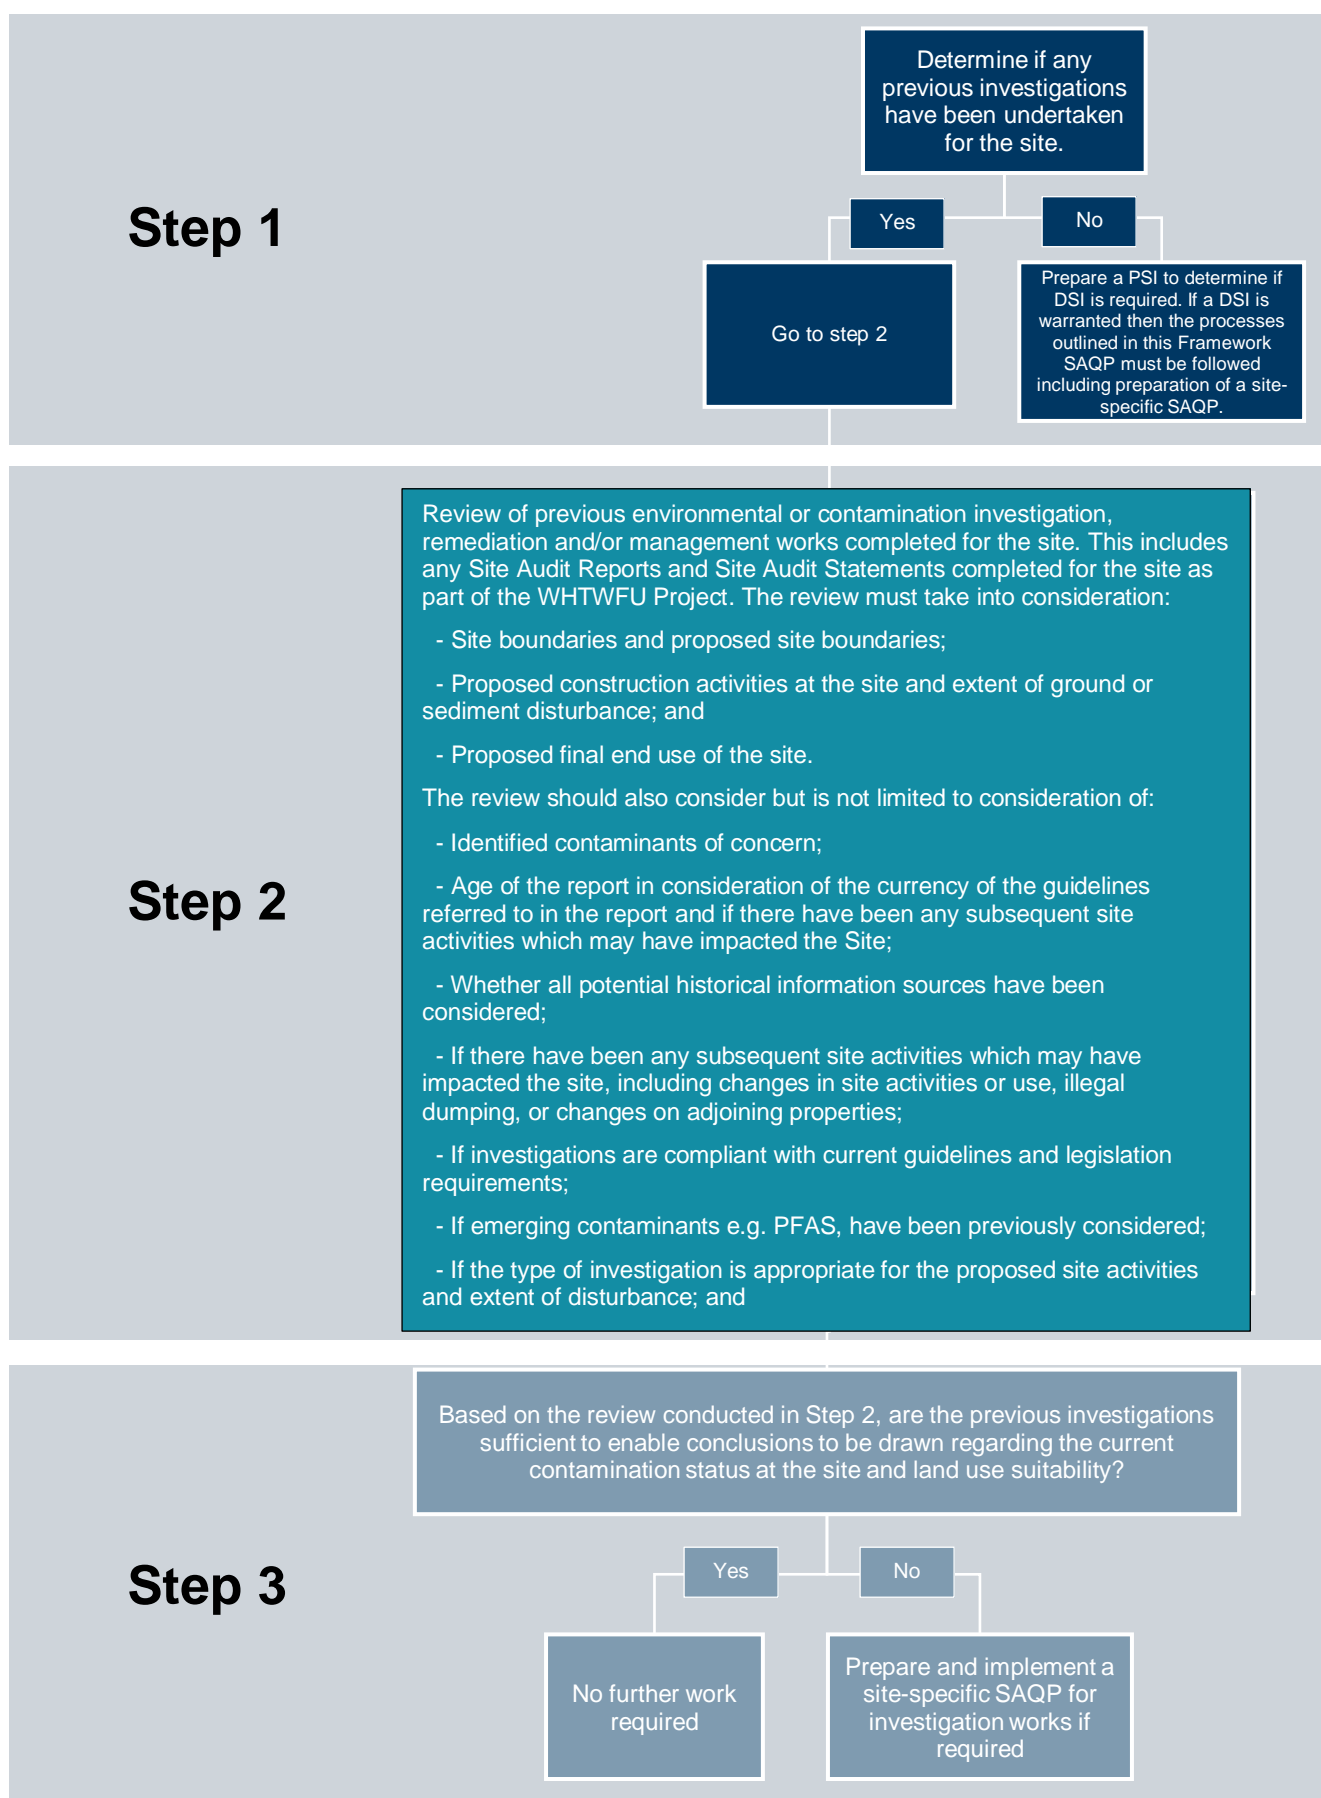 Step 1
Determine if any
previous investigations
have been undertaken
for the site.
Yes
No
Go to step 2
Prepare a PSI to determine if
DSI is required. If a DSI is
warranted then the processes
outlined in this Framework
SAQP must be followed
including preparation of a site-
specific SAQP.
Step 2
Review of previous environmental or contamination investigation,
remediation and/or management works completed for the site. This includes
any Site Audit Reports and Site Audit Statements completed for the site as
part of the WHTWFU Project. The review must take into consideration:
- Site boundaries and proposed site boundaries;
- Proposed construction activities at the site and extent of ground or
sediment disturbance; and
- Proposed final end use of the site.
The review should also consider but is not limited to consideration of:
- Identified contaminants of concern;
- Age of the report in consideration of the currency of the guidelines
referred to in the report and if there have been any subsequent site
activities which may have impacted the Site;
- Whether all potential historical information sources have been
considered;
- If there have been any subsequent site activities which may have
impacted the site, including changes in site activities or use, illegal
dumping, or changes on adjoining properties;
- If investigations are compliant with current guidelines and legislation
requirements;
- If emerging contaminants e.g. PFAS, have been previously considered;
- If the type of investigation is appropriate for the proposed site activities
and extent of disturbance; and
Step 3
Based on the review conducted in Step 2, are the previous investigations
sufficient to enable conclusions to be drawn regarding the current
contamination status at the site and land use suitability?
Yes
No
No further work
required
Prepare and implement a
site-specific SAQP for
investigation works if
required